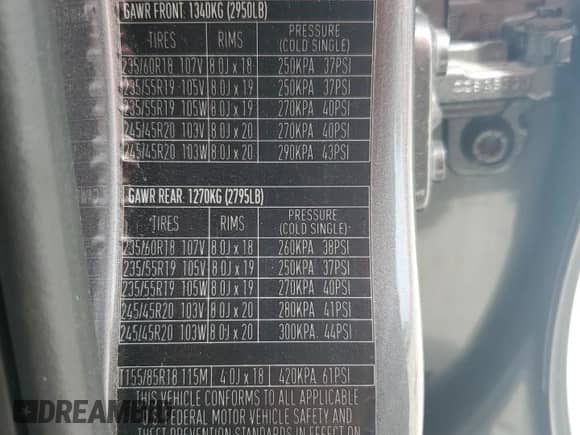 GAWR FRONT: 1340KG (2950LB)
TIRES RIMS PRESSURE (COLD SINGLE)
235/60R18 107V 8.0J x 18 250KPA 37PSI
235/55R19 105V 8.0J x 19 250KPA 37PSI
235/55R19 105W 8.0J x 19 270KPA 40PSI
245/45R20 103V 8.0J x 20 270KPA 40PSI
245/45R20 103W 8.0J x 20 290KPA 43PSI
GAWR REAR: 1270KG (2795LB)
TIRES RIMS PRESSURE (COLD SINGLE)
235/60R18 107V 8.0J x 18 260KPA 38PSI
235/55R19 105V 8.0J x 19 250KPA 37PSI
235/55R19 105W 8.0J x 19 270KPA 40PSI
245/45R20 103V 8.0J x 20 280KPA 41PSI
245/45R20 103W 8.0J x 20 300KPA 44PSI
T155/85R18 115M 4.0J x 18 420KPA 61PSI
THIS VEHICLE CONFORMS TO ALL APPLICABLE
U.S. FEDERAL MOTOR VEHICLE SAFETY AND
THEFT PREVENTION STANDARDS IN EFFECT ON